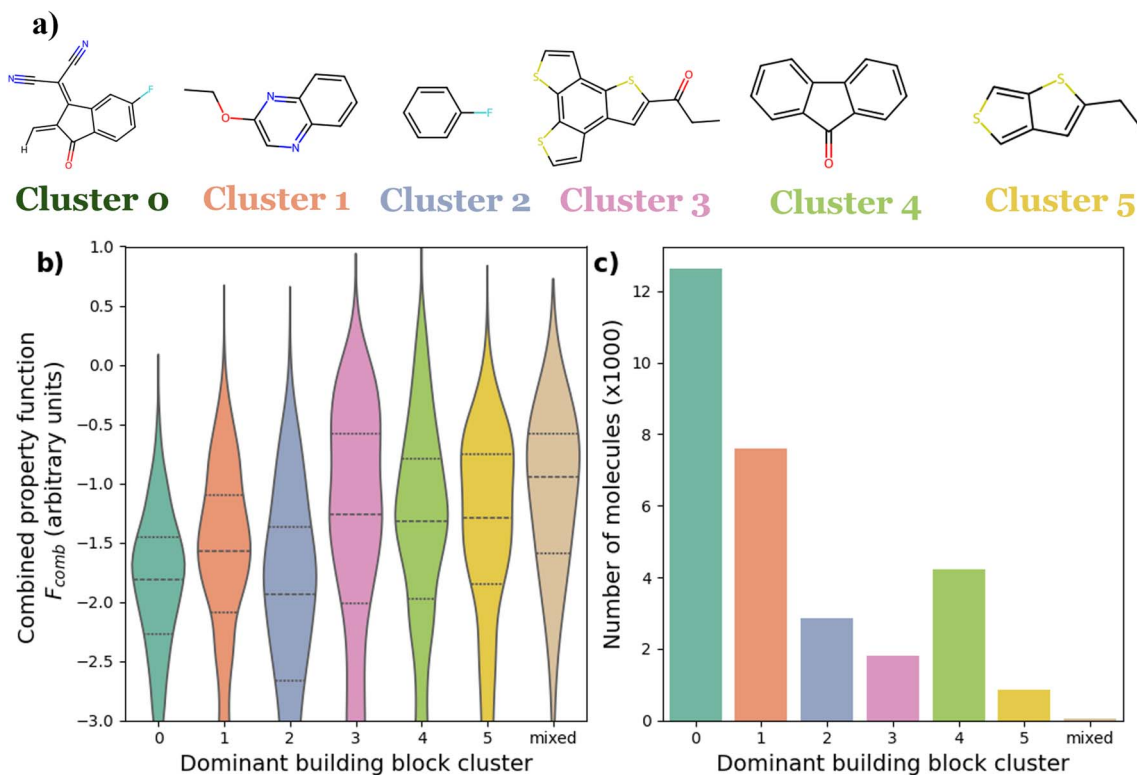 a)
N
N
F
H
O
O
N
N
F
S
S
S
O
O
S
S
Cluster 0
Cluster 1
Cluster 2
Cluster 3
Cluster 4
Cluster 5
b)
Combined property function
F_comb (arbitrary units)
1.0
0.5
0.0
−0.5
−1.0
−1.5
−2.0
−2.5
−3.0
0 1 2 3 4 5 mixed
Dominant building block cluster
c)
Number of molecules (x1000)
12
10
8
6
4
2
0
0 1 2 3 4 5 mixed
Dominant building block cluster